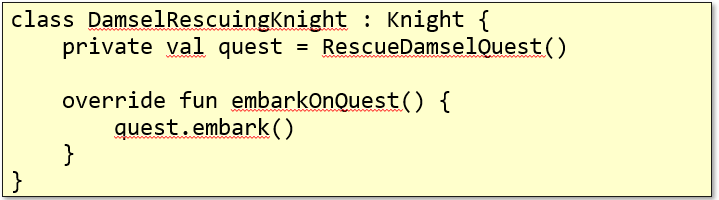 class DamselRescuingKnight : Knight {
    private val quest = RescueDamselQuest()

    override fun embarkOnQuest() {
        quest.embark()
    }
}